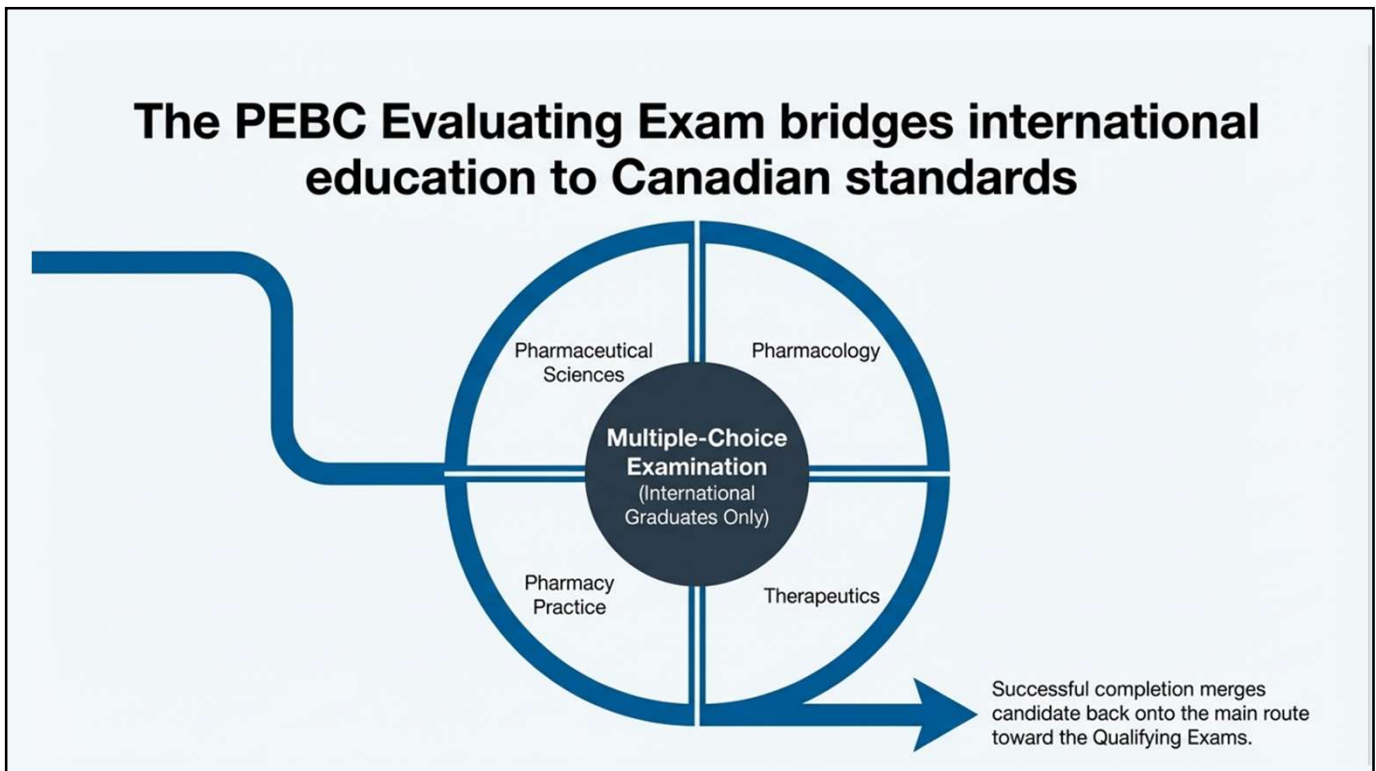 The PEBC Evaluating Exam bridges international
education to Canadian standards
Pharmaceutical
Sciences
Pharmacology
Multiple-Choice
Examination
(International
Graduates Only)
Pharmacy
Practice
Therapeutics
Successful completion merges
candidate back onto the main route
toward the Qualifying Exams.